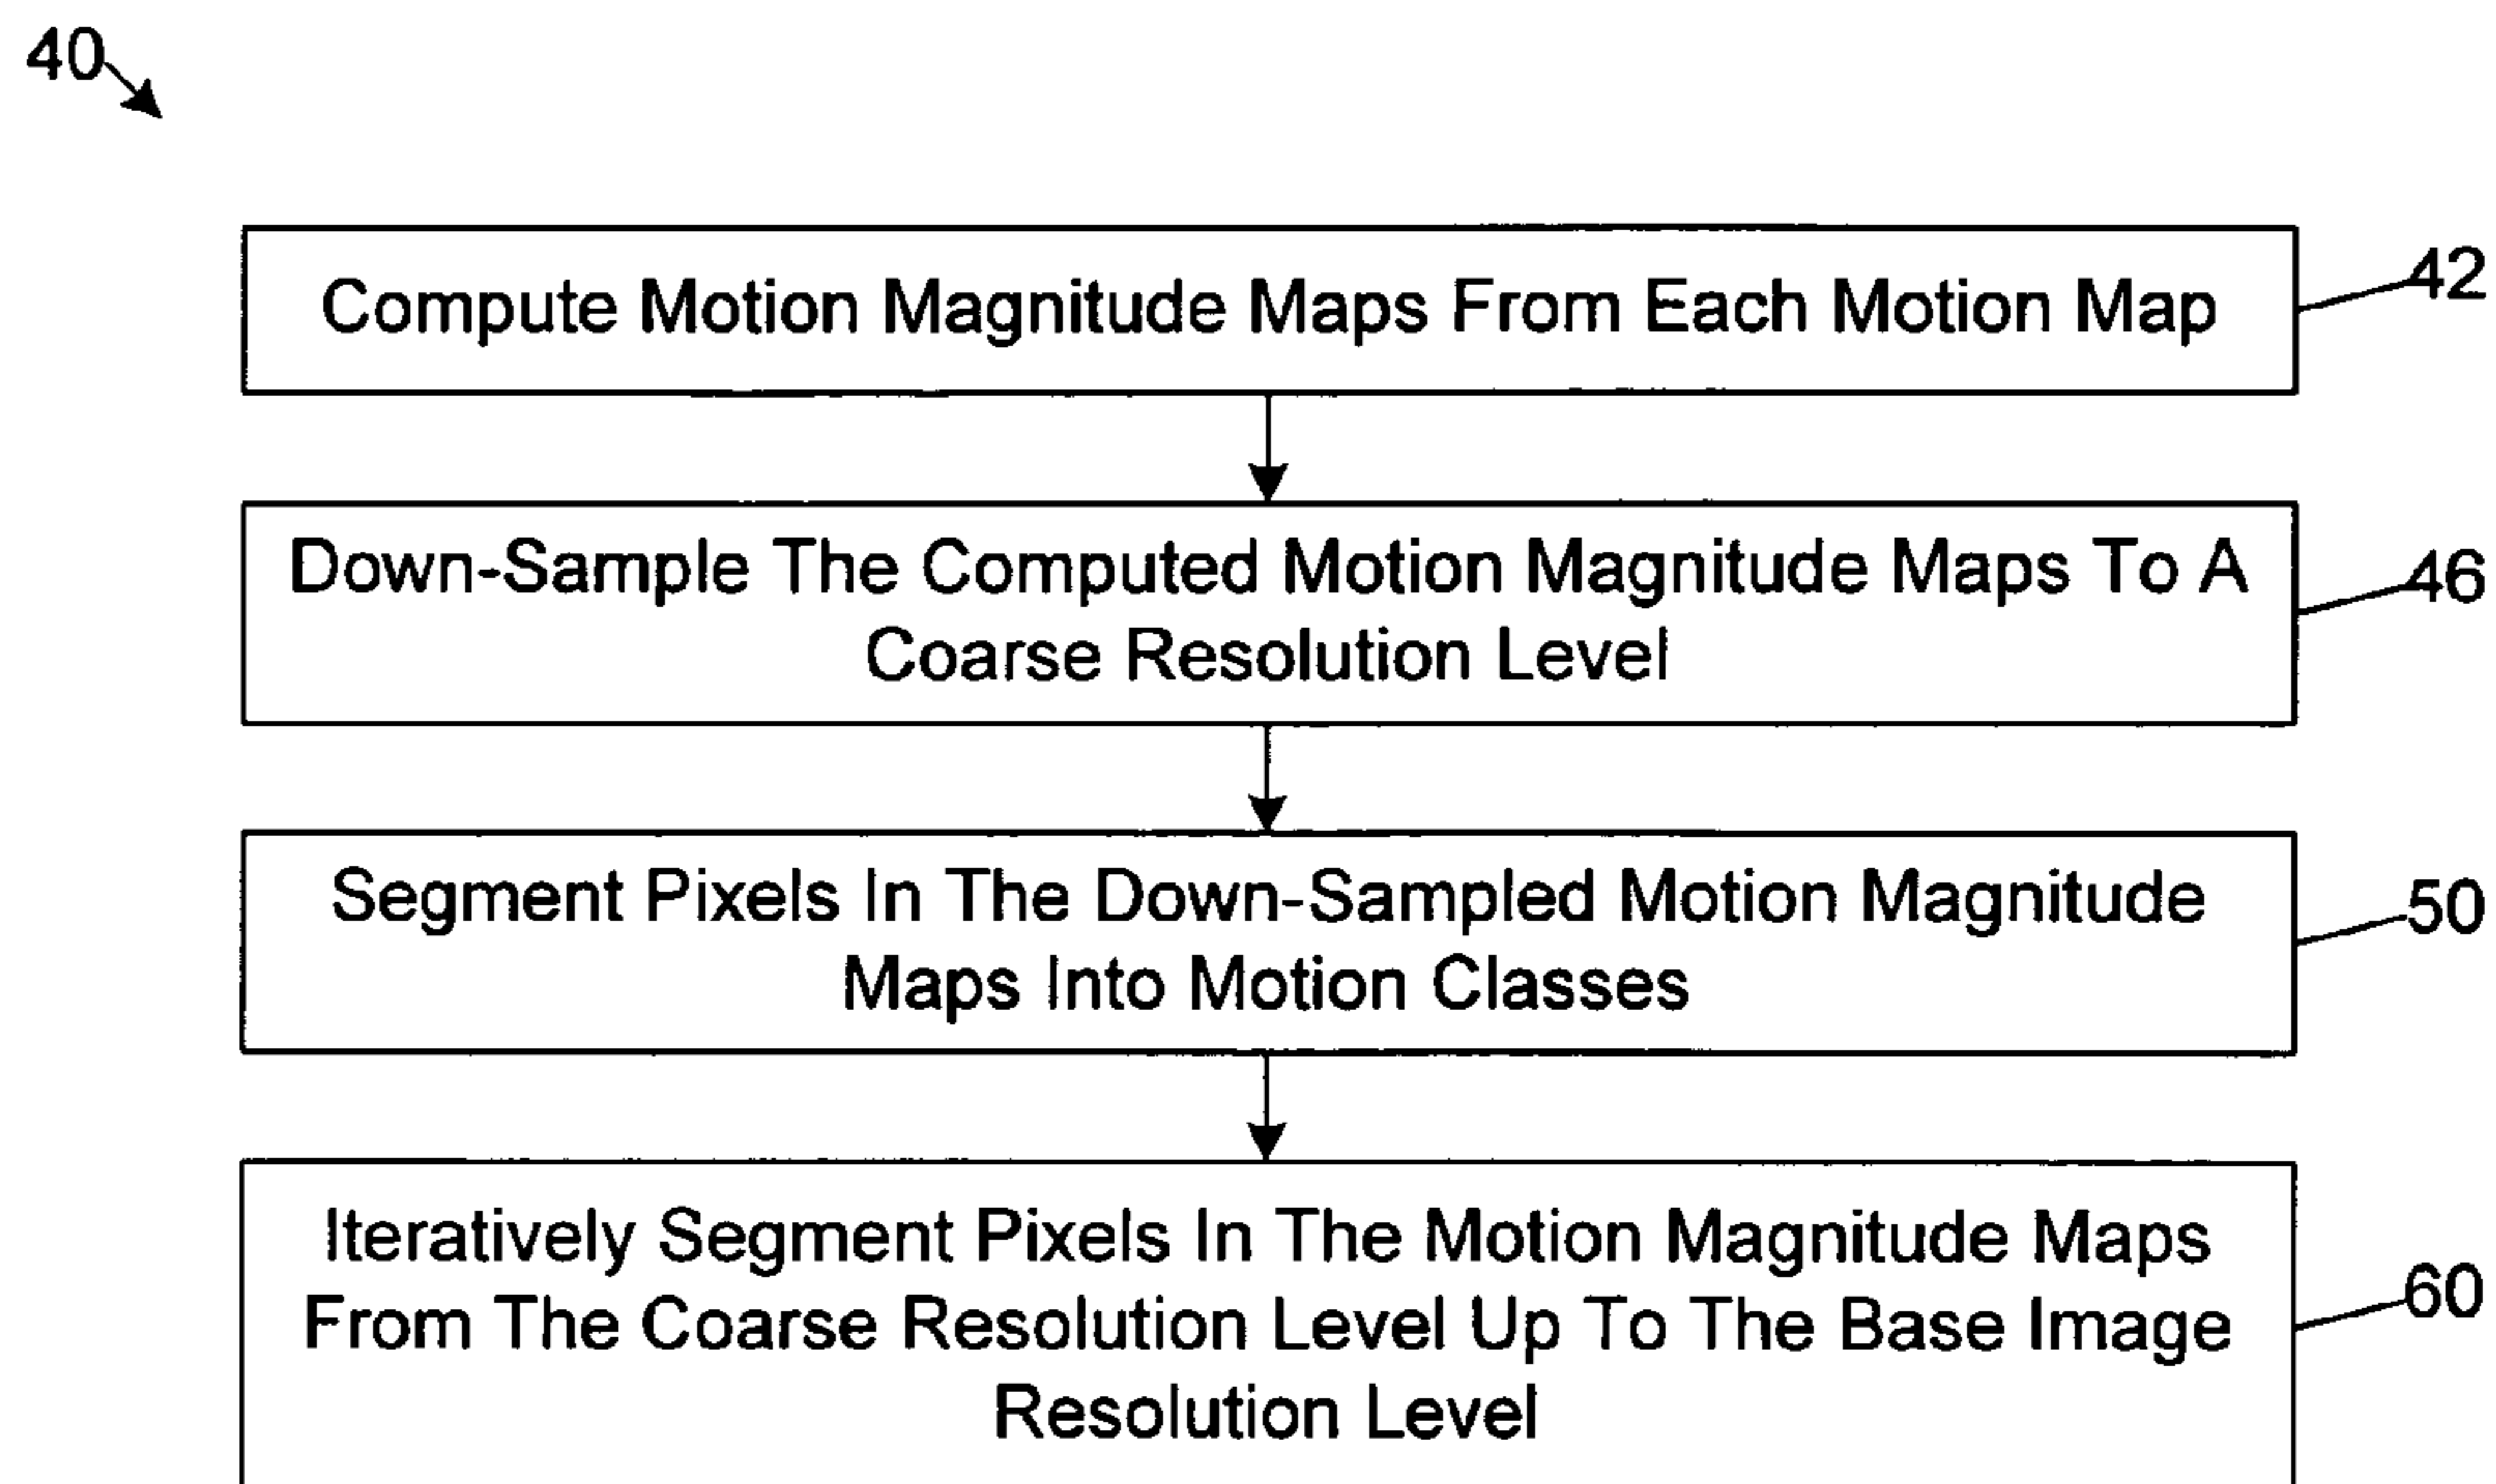 40
Compute Motion Magnitude Maps From Each Motion Map
42
Down-Sample The Computed Motion Magnitude Maps To A
Coarse Resolution Level
46
Segment Pixels In The Down-Sampled Motion Magnitude
Maps Into Motion Classes
50
Iteratively Segment Pixels In The Motion Magnitude Maps
From The Coarse Resolution Level Up To The Base Image
Resolution Level
60